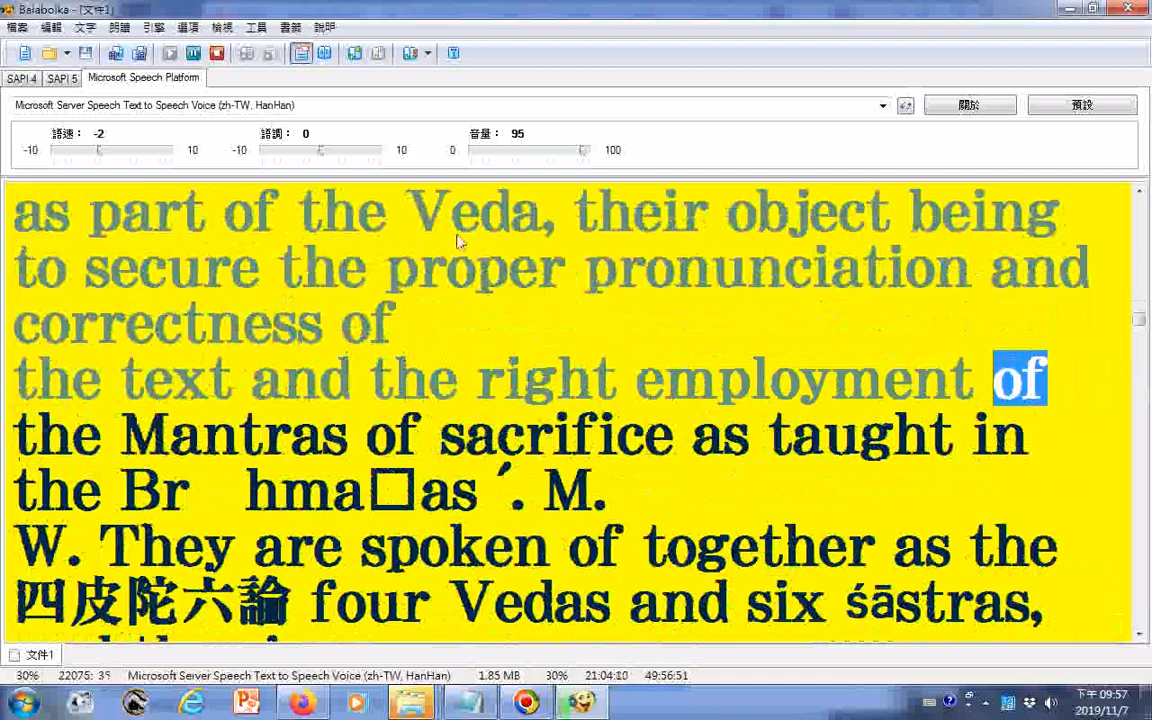 Balabolka - [文件1]
檔案 編輯 文字 朗讀 引擎 選項 檢視 工具 書籤 說明
SAPI 4 SAPI 5 Microsoft Speech Platform
Microsoft Server Speech Text to Speech Voice (zh-TW, HanHan) 關於 預設
語速： -2 語調： 0 音量： 95
-10 10 -10 10 0 100
as part of the Veda, their object being
to secure the proper pronunciation and
correctness of
the text and the right employment of
the Mantras of sacrifice as taught in
the Br hma□as ´. M.
W. They are spoken of together as the
四皮陀六論 four Vedas and six śāstras,
文件1
30% 22075: 35 Microsoft Server Speech Text to Speech Voice (zh-TW, HanHan) 1.85 MB 30% 21:04:10 49:56:51
下午 09:57
2019/11/7